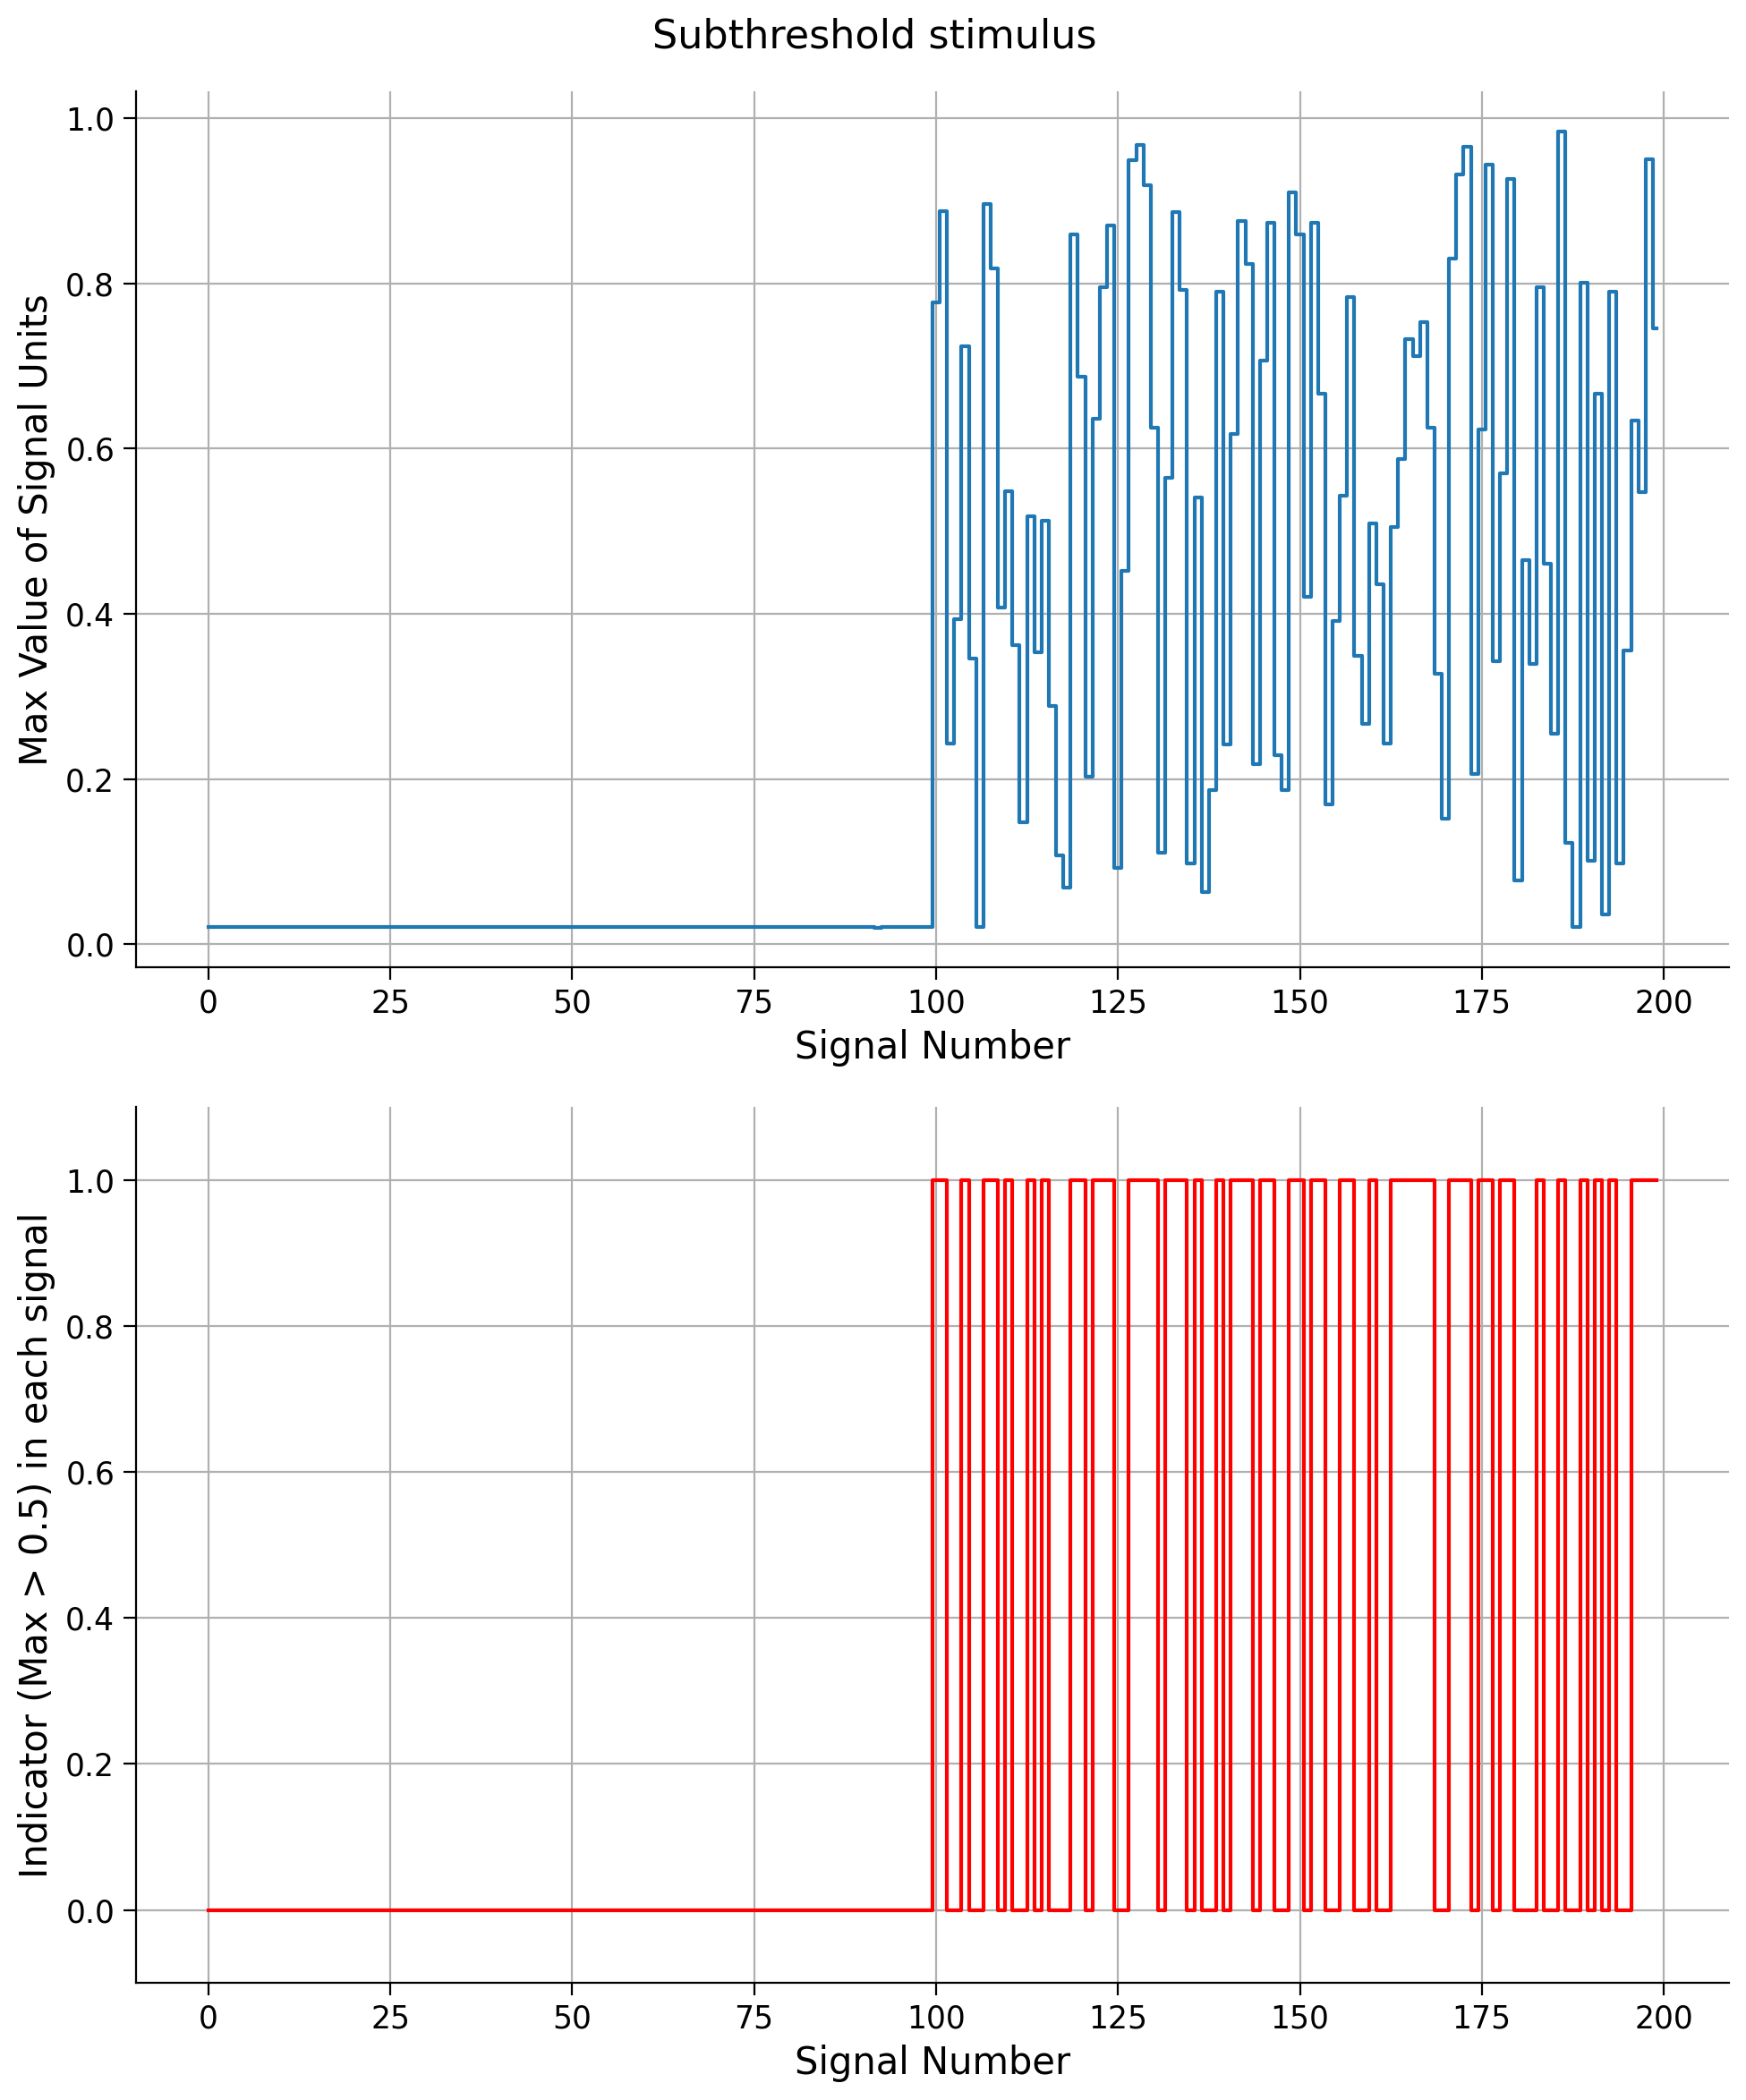 Subthreshold stimulus
Max Value of Signal Units
1.0
0.8
0.6
0.4
0.2
0.0
0 25 50 75 100 125 150 175 200
Signal Number
Indicator (Max > 0.5) in each signal
1.0
0.8
0.6
0.4
0.2
0.0
0 25 50 75 100 125 150 175 200
Signal Number